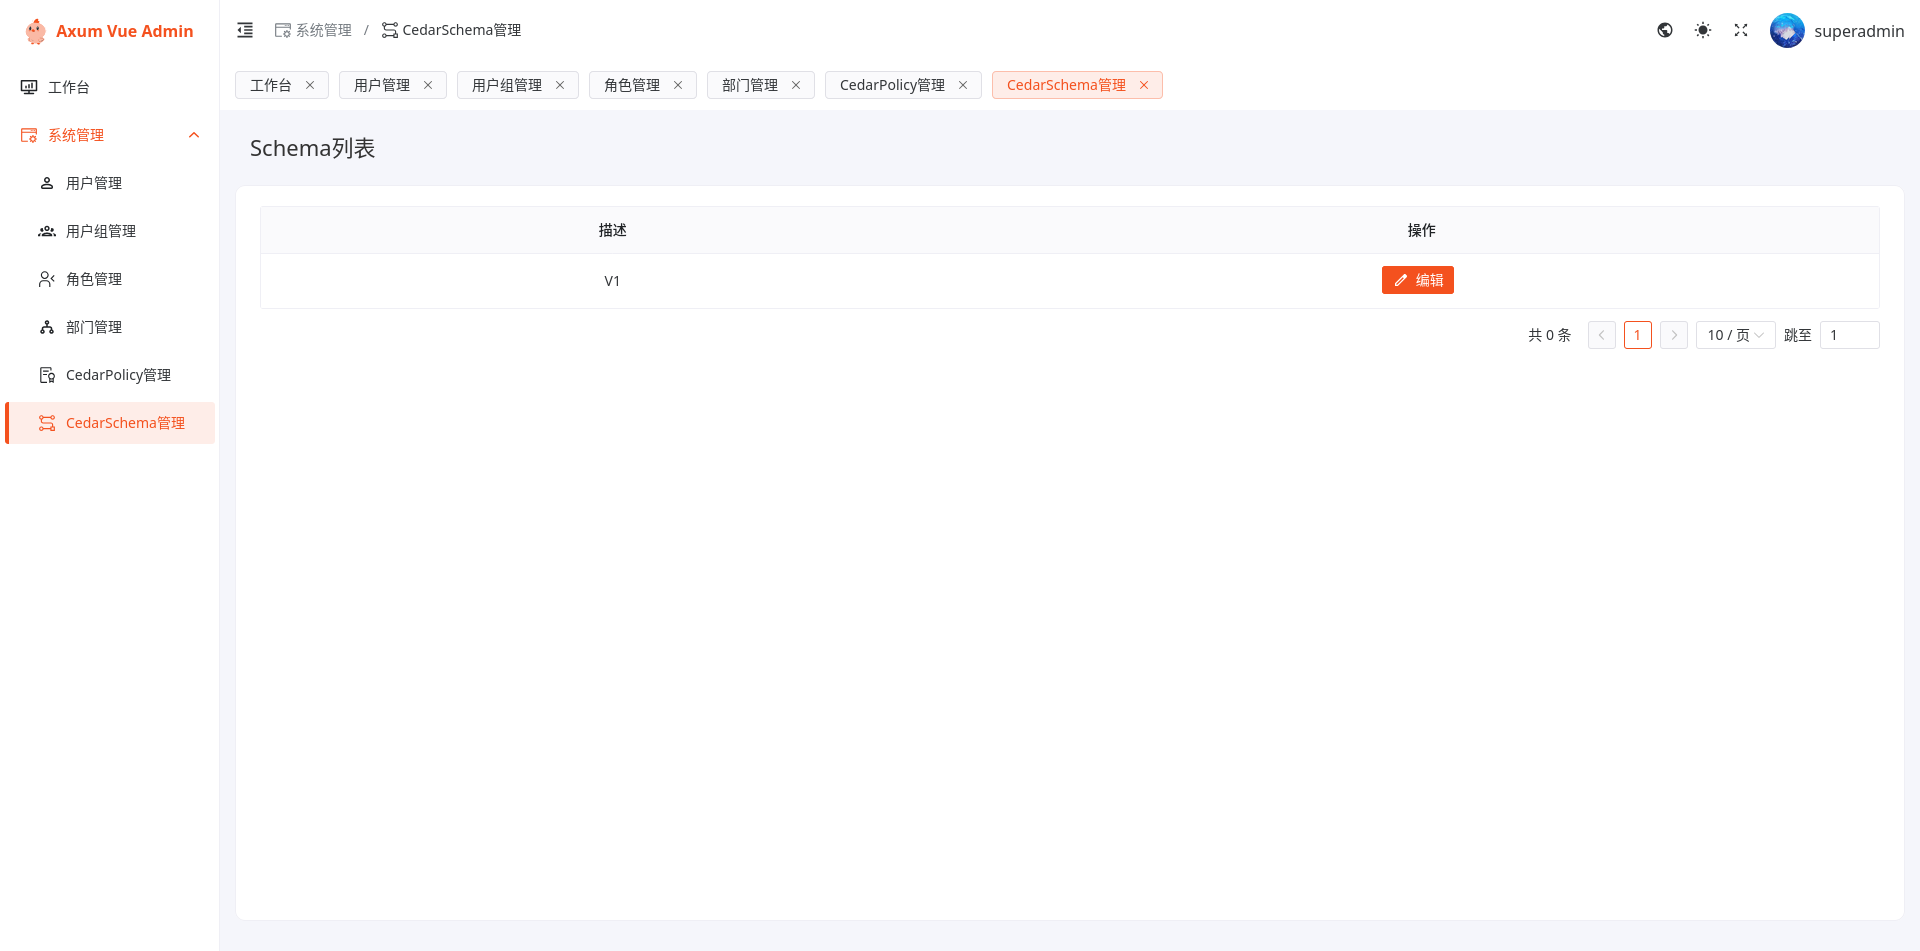 Axum Vue Admin
系统管理 / CedarSchema管理
superadmin
工作台
用户管理
用户组管理
角色管理
部门管理
CedarPolicy管理
CedarSchema管理
工作台
系统管理
用户管理
用户组管理
角色管理
部门管理
CedarPolicy管理
CedarSchema管理
Schema列表
描述 操作
V1 编辑
共 0 条 1 10 / 页 跳至 1